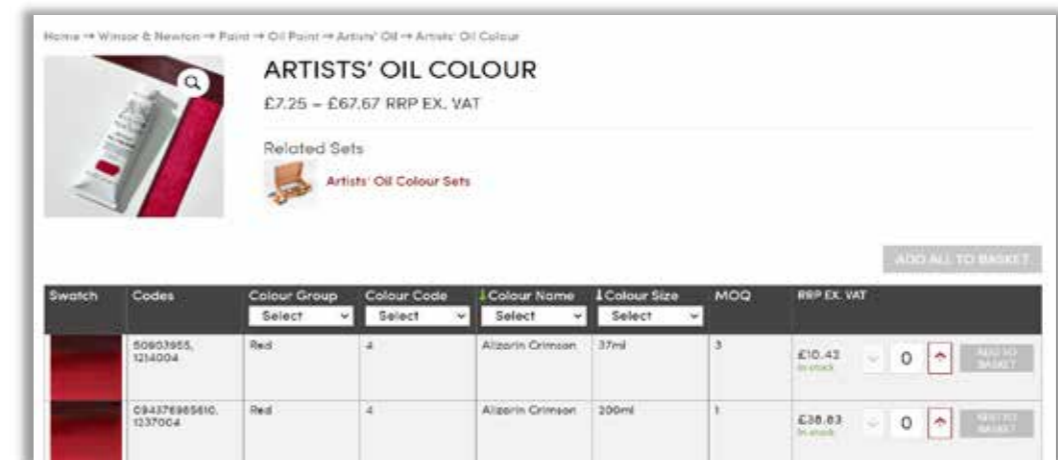 Home → Winsor & Newton → Paint → Oil Paint → Artists' Oil → Artists' Oil Colour
ARTISTS' OIL COLOUR
£7.25 – £67.67 RRP EX. VAT
Related Sets
Artists' Oil Colour Sets
ADD ALL TO BASKET
Swatch Codes Colour Group Colour Code Colour Name Colour Size MOQ RRP EX. VAT
Select Select Select Select
50903955, Red 4 Alizarin Crimson 37ml 3 £10.42 0 ADD TO
1214004 In stock BASKET
094376985610, Red 4 Alizarin Crimson 200ml 1 £38.83 0 ADD TO
1237004 In stock BASKET